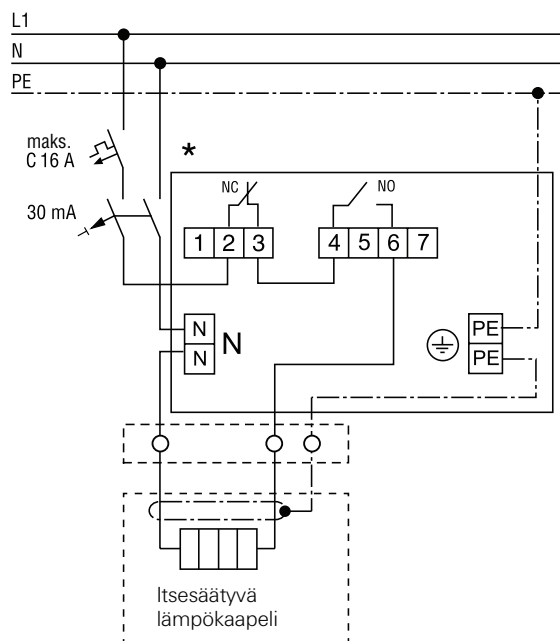 L1
N
PE
maks.
C 16 A
*
30 mA
NC
NO
1 2 3
4 5 6 7
N
N
N
PE
PE
Itsesäätyvä
lämpökaapeli